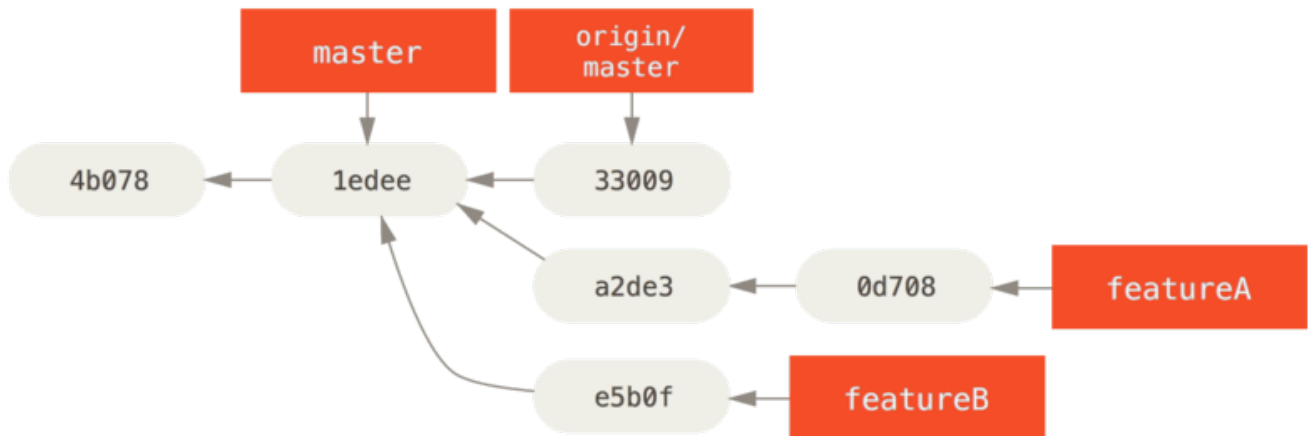 master
origin/
master
4b078
1edee
33009
a2de3
0d708
featureA
e5b0f
featureB